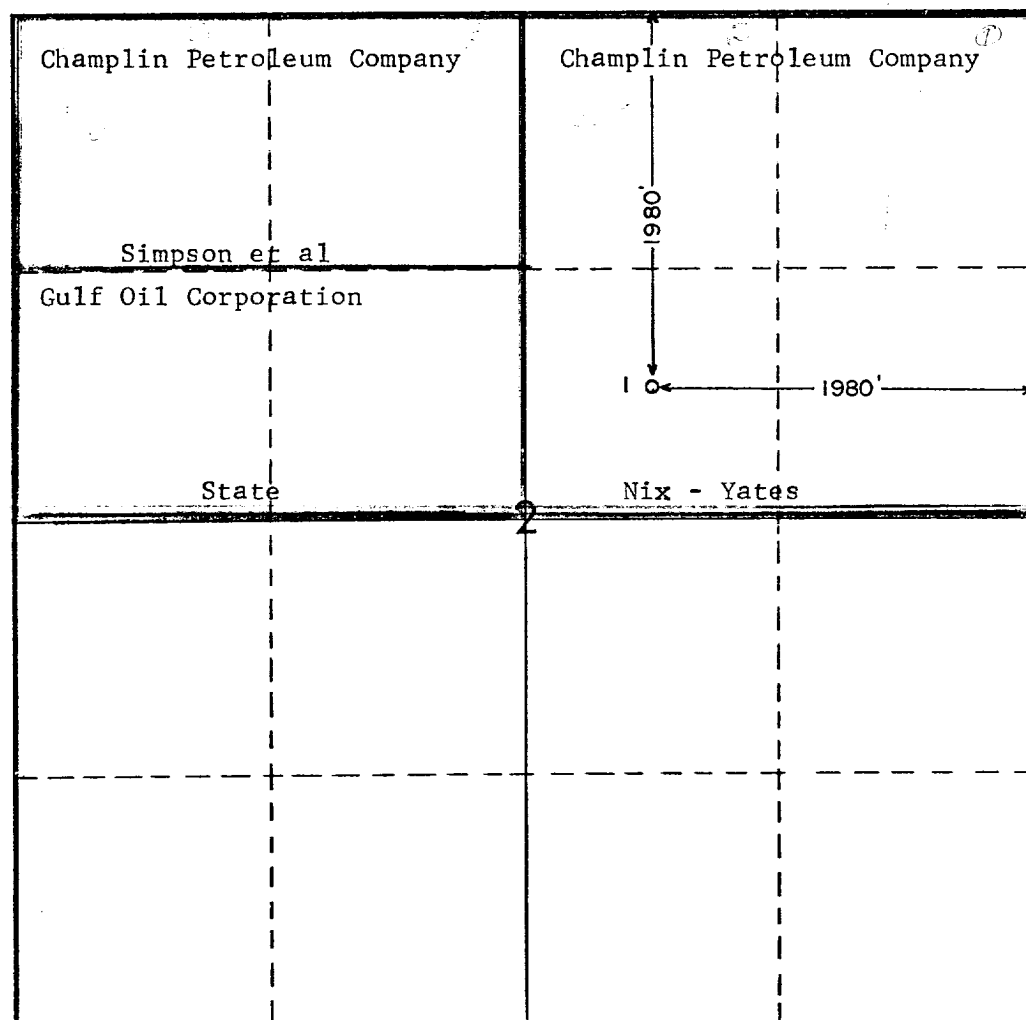 Champlin Petroleum Company
Champlin Petroleum Company
1980'
Simpson et al
Gulf Oil Corporation
1
1980'
State
Nix - Yates
2